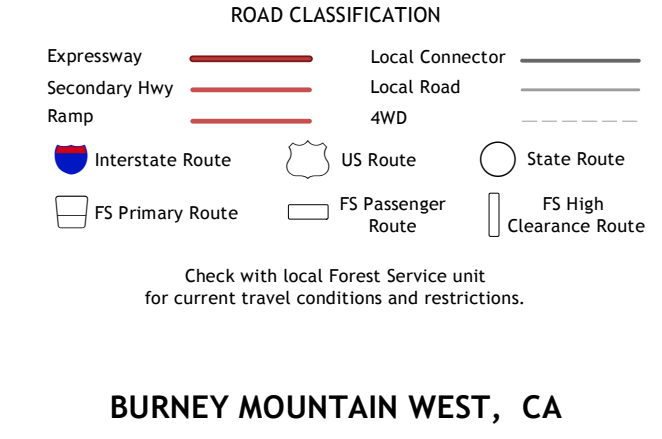 ROAD CLASSIFICATION
Expressway
Local Connector
Secondary Hwy
Local Road
Ramp
4WD
Interstate Route
US Route
State Route
FS Primary Route
FS Passenger
Route
FS High
Clearance Route
Check with local Forest Service unit
for current travel conditions and restrictions.
BURNEY MOUNTAIN WEST, CA